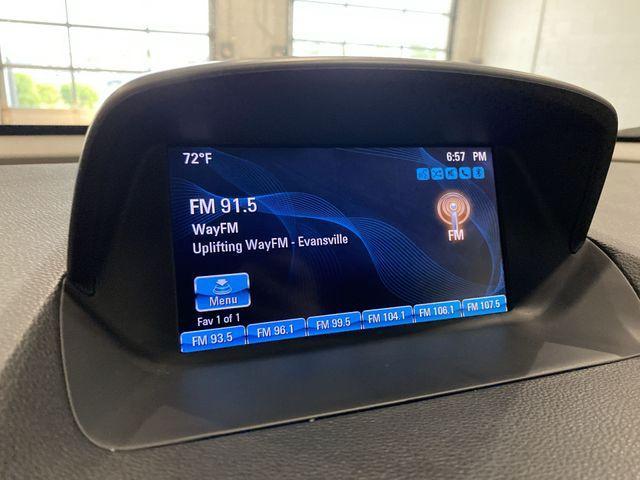 72°F
6:57 PM
FM 91.5
WayFM
Uplifting WayFM - Evansville
FM
Menu
Fav 1 of 1
FM 93.5 FM 96.1 FM 99.5 FM 104.1 FM 106.1 FM 107.5